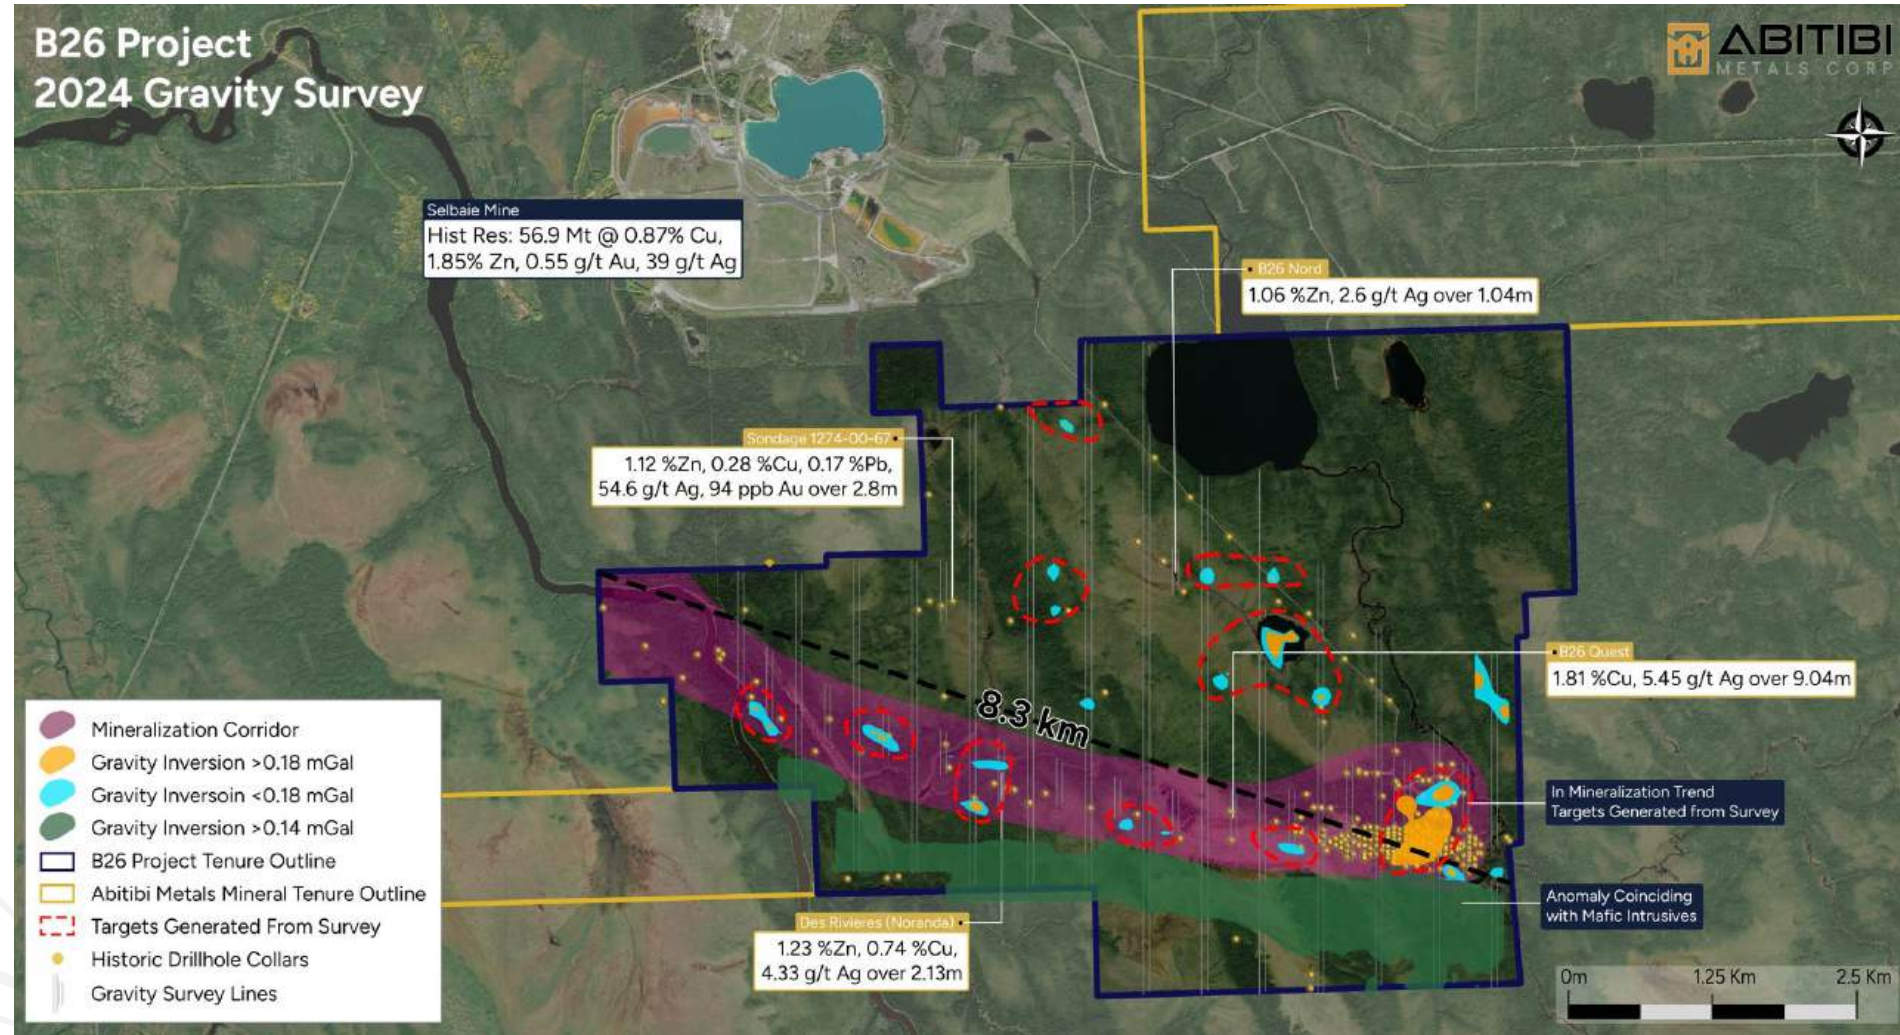 B26 Project
2024 Gravity Survey
ABITIBI
METALS CORP
Selbaie Mine
Hist Res: 56.9 Mt @ 0.87% Cu,
1.85% Zn, 0.55 g/t Au, 39 g/t Ag
B26 Nord
1.06 %Zn, 2.6 g/t Ag over 1.04m
Sondage 1274-00-67
1.12 %Zn, 0.28 %Cu, 0.17 %Pb,
54.6 g/t Ag, 94 ppb Au over 2.8m
B26 Quest
1.81 %Cu, 5.45 g/t Ag over 9.04m
8.3 km
In Mineralization Trend
Targets Generated from Survey
Anomaly Coinciding
with Mafic Intrusives
Des Rivieres (Noranda)
1.23 %Zn, 0.74 %Cu,
4.33 g/t Ag over 2.13m
Mineralization Corridor
Gravity Inversion >0.18 mGal
Gravity Inversoin <0.18 mGal
Gravity Inversion >0.14 mGal
B26 Project Tenure Outline
Abitibi Metals Mineral Tenure Outline
Targets Generated From Survey
Historic Drillhole Collars
Gravity Survey Lines
0m 1.25 Km 2.5 Km